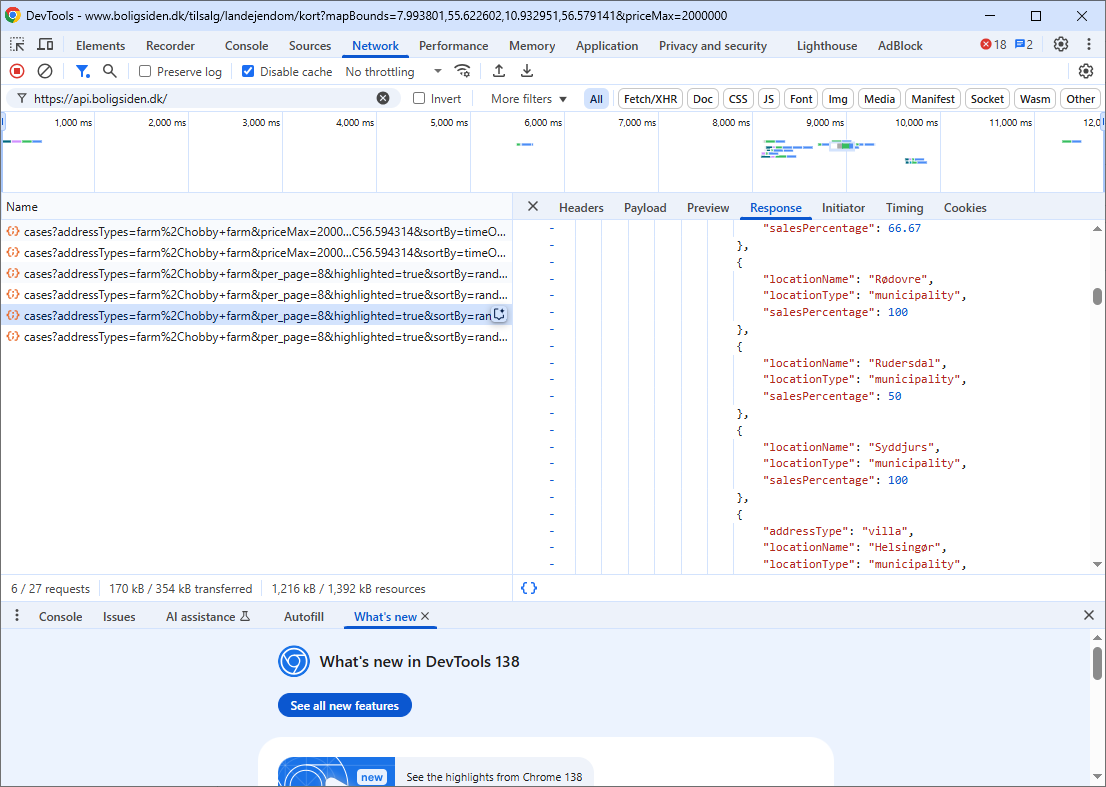 DevTools - www.boligsiden.dk/tilsalg/landejendom/kort?mapBounds=7.993801,55.622602,10.932951,56.579141&priceMax=2000000
Elements Recorder Console Sources Network Performance Memory Application Privacy and security Lighthouse AdBlock 18 2
Preserve log Disable cache No throttling
https://api.boligsiden.dk/ Invert More filters All Fetch/XHR Doc CSS JS Font Img Media Manifest Socket Wasm Other
1,000 ms 2,000 ms 3,000 ms 4,000 ms 5,000 ms 6,000 ms 7,000 ms 8,000 ms 9,000 ms 10,000 ms 11,000 ms 12,0
Name
cases?addressTypes=farm%2Chobby+farm&priceMax=2000...C56.594314&sortBy=timeO...
cases?addressTypes=farm%2Chobby+farm&priceMax=2000...C56.594314&sortBy=timeO...
cases?addressTypes=farm%2Chobby+farm&per_page=8&highlighted=true&sortBy=rand...
cases?addressTypes=farm%2Chobby+farm&per_page=8&highlighted=true&sortBy=rand...
cases?addressTypes=farm%2Chobby+farm&per_page=8&highlighted=true&sortBy=ran
cases?addressTypes=farm%2Chobby+farm&per_page=8&highlighted=true&sortBy=rand...
Headers Payload Preview Response Initiator Timing Cookies
- "salesPercentage": 66.67
- },
- {
- "locationName": "Rødovre",
- "locationType": "municipality",
- "salesPercentage": 100
- },
- {
- "locationName": "Rudersdal",
- "locationType": "municipality",
- "salesPercentage": 50
- },
- {
- "locationName": "Syddjurs",
- "locationType": "municipality",
- "salesPercentage": 100
- },
- {
- "addressType": "villa",
- "locationName": "Helsingør",
- "locationType": "municipality",
6 / 27 requests 170 kB / 354 kB transferred 1,216 kB / 1,392 kB resources {}
Console Issues AI assistance Autofill What's new
What's new in DevTools 138
See all new features
new See the highlights from Chrome 138